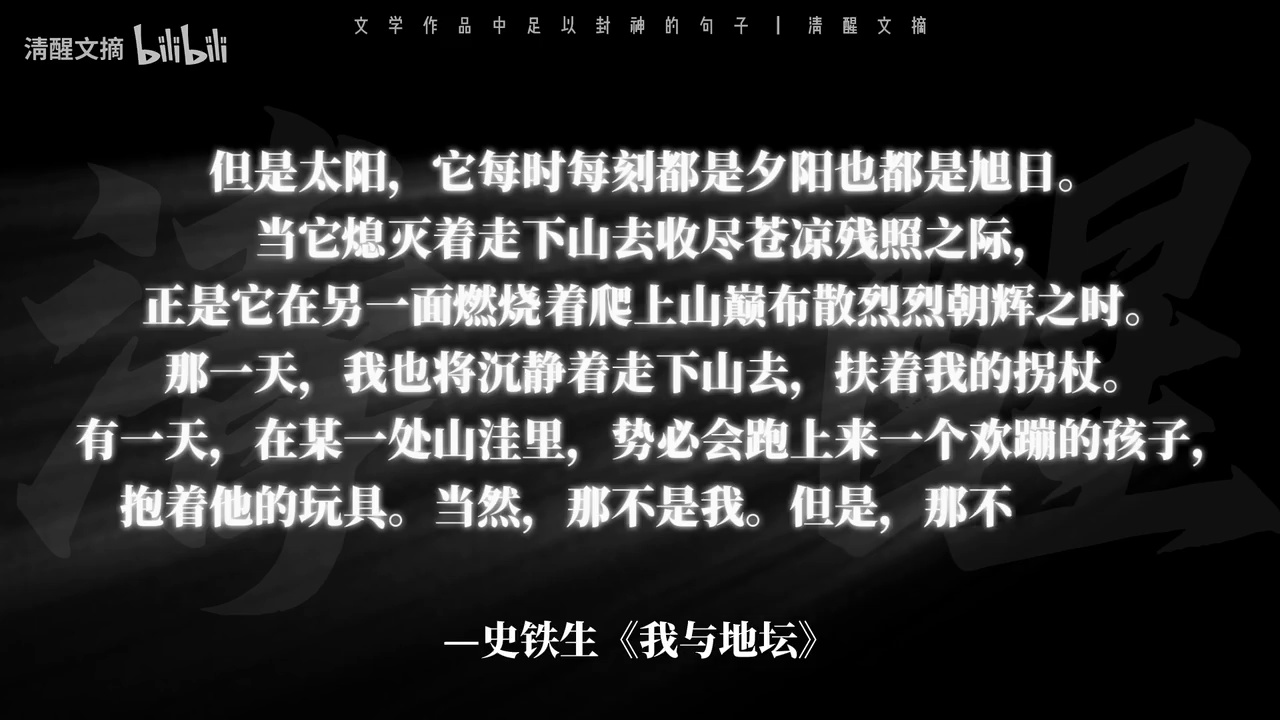 文学作品中足以封神的句子 | 清醒文摘
清醒文摘 bilibili
清醒
但是太阳，它每时每刻都是夕阳也都是旭日。
当它熄灭着走下山去收尽苍凉残照之际，
正是它在另一面燃烧着爬上山巅布散烈烈朝辉之时。
那一天，我也将沉静着走下山去，扶着我的拐杖。
有一天，在某一处山洼里，势必会跑上来一个欢蹦的孩子，
抱着他的玩具。当然，那不是我。但是，那不
—史铁生《我与地坛》